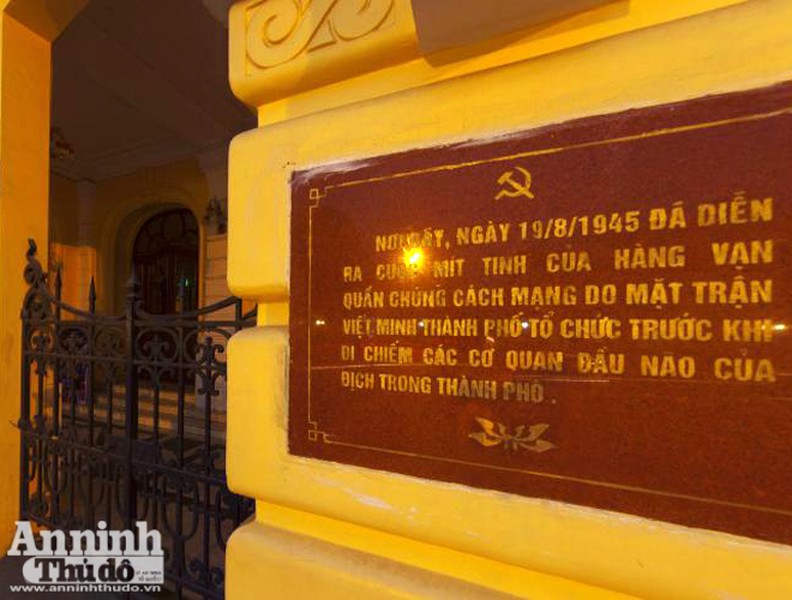 NƠI ĐÂY, NGÀY 19/8/1945 ĐÃ DIỄN
RA CUỘC MÍT TINH CỦA HÀNG VẠN
QUẦN CHÚNG CÁCH MẠNG DO MẶT TRẬN
VIỆT MINH THÀNH PHỐ TỔ CHỨC TRƯỚC KHI
ĐI CHIẾM CÁC CƠ QUAN ĐẦU NÃO CỦA
ĐỊCH TRONG THÀNH PHỐ.
An ninh
Thủ đô
www.anninhthudo.vn